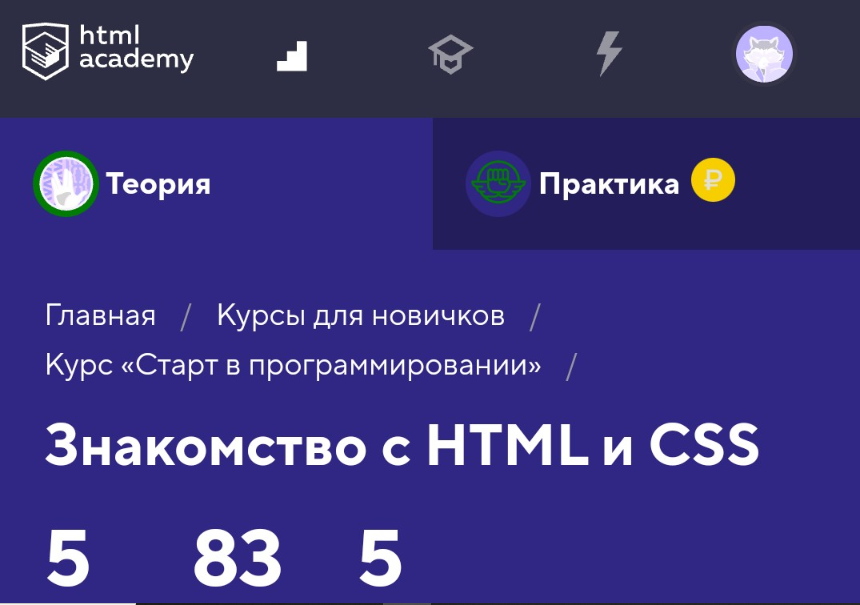 html
academy
Теория
Практика ₽
Главная / Курсы для новичков /
Курс «Старт в программировании» /
Знакомство с HTML и CSS
5 83 5